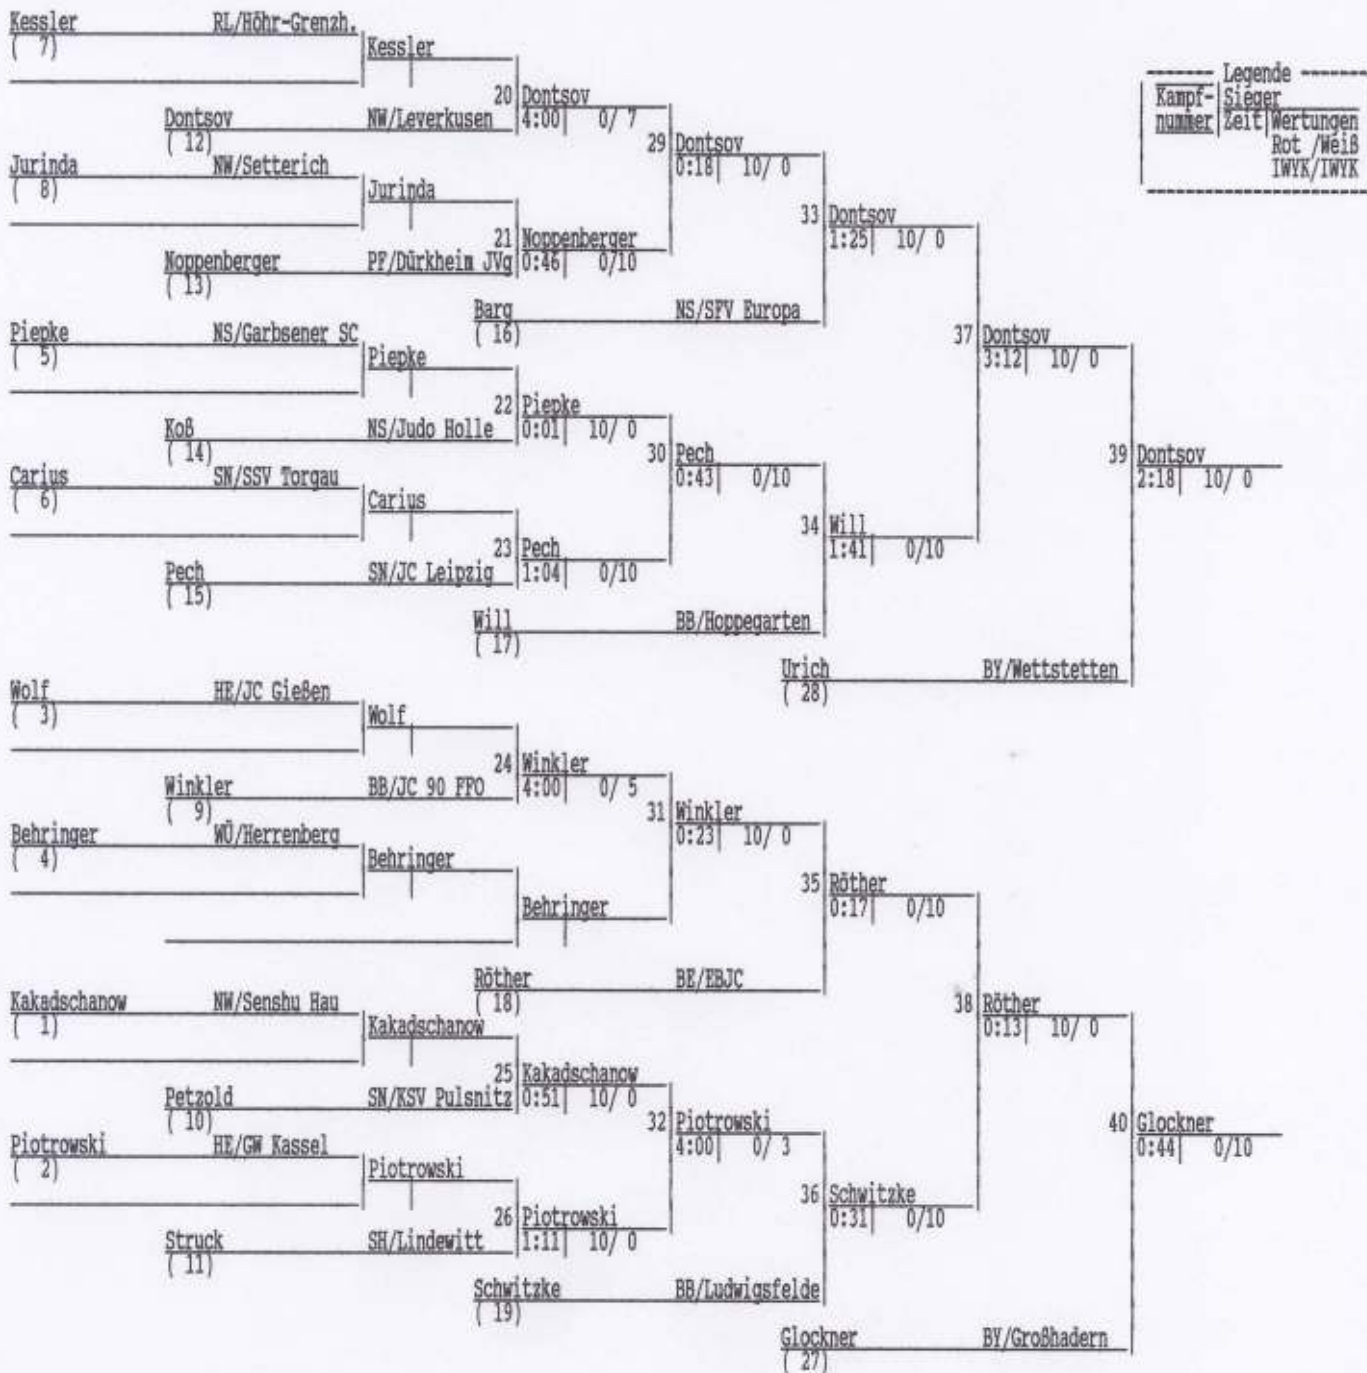 Kessler RL/Höhr-Grenzh.
( 7) Kessler
20 Dontsov
Dontsov NW/Leverkusen 4:00 0/ 7
( 12) 29 Dontsov
Jurinda NW/Setterich 0:18 10/ 0
( 8) Jurinda
33 Dontsov
21 Noppenberger 1:25 10/ 0
Noppenberger PF/Dürkheim JVg 0:46 0/10
( 13)
Barg NS/SFV Europa
( 16)
Piepke NS/Garbsener SC 37 Dontsov
( 5) Piepke 3:12 10/ 0
22 Piepke
Koß NS/Judo Holle 0:01 10/ 0
( 14) 30 Pech 39 Dontsov
Carius SN/SSV Torgau 0:43 0/10 2:18 10/ 0
( 6) Carius
34 Will
23 Pech 1:41 0/10
Pech SN/JC Leipzig 1:04 0/10
( 15)
Will BB/Hoppegarten
( 17)
Urich BY/Wettstetten
( 28)
Wolf HE/JC Gießen
( 3) Wolf
24 Winkler
Winkler BB/JC 90 FFO 4:00 0/ 5
( 9) 31 Winkler
Behringer WÜ/Herrenberg 0:23 10/ 0
( 4) Behringer
35 Röther
Behringer 0:17 0/10
Röther BE/EBJC
( 18)
Kakadschanow NW/Senshu Hau 38 Röther
( 1) Kakadschanow 0:13 10/ 0
25 Kakadschanow
Petzold SN/KSV Pulsnitz 0:51 10/ 0
( 10) 32 Piotrowski 40 Glockner
Piotrowski HE/GW Kassel 4:00 0/ 3 0:44 0/10
( 2) Piotrowski
36 Schwitzke
26 Piotrowski 0:31 0/10
Struck SH/Lindewitt 1:11 10/ 0
( 11)
Schwitzke BB/Ludwigsfelde
( 19)
Glockner BY/Großhadern
( 27)
Legende
Kampf- Sieger
nummer Zeit Wertungen
Rot /Weiß
IWYK/IWYK